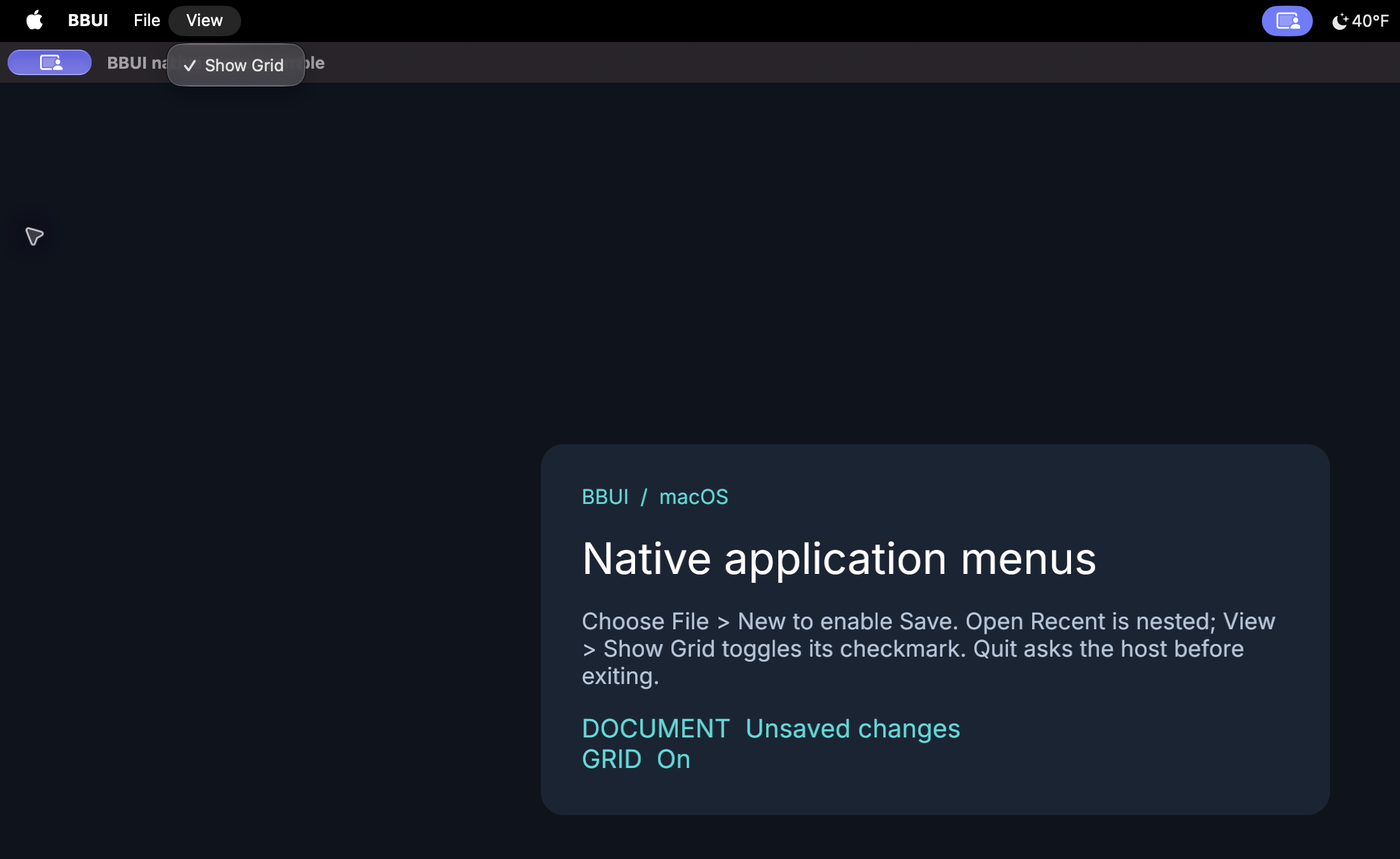 BBUI File View 40°F
BBUI
Show Grid
Native application menus
BBUI / macOS
Choose File > New to enable Save. Open Recent is nested; View
> Show Grid toggles its checkmark. Quit asks the host before
exiting.
DOCUMENT Unsaved changes
GRID On